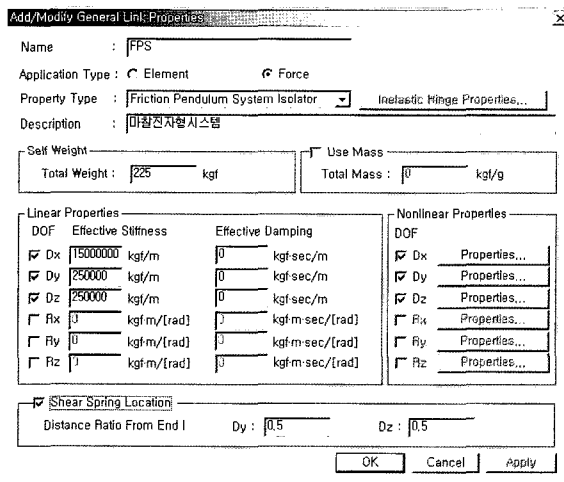 Add/Modify General Link Properties
Name : FPS
Application Type : Element Force
Property Type : Friction Pendulum System Isolator Inelastic Hinge Properties...
Description : 마찰진자형시스템
Self Weight
Total Weight : 225 kgf
Use Mass
Total Mass : 0 kgf/g
Linear Properties
DOF Effective Stiffness Effective Damping
Dx 15000000 kgf/m 0 kgf·sec/m
Dy 250000 kgf/m 0 kgf·sec/m
Dz 250000 kgf/m 0 kgf·sec/m
Rx 0 kgf·m/[rad] 0 kgf·m·sec/[rad]
Ry 0 kgf·m/[rad] 0 kgf·m·sec/[rad]
Rz 0 kgf·m/[rad] 0 kgf·m·sec/[rad]
Nonlinear Properties
DOF
Dx Properties...
Dy Properties...
Dz Properties...
Rx Properties...
Ry Properties...
Rz Properties...
Shear Spring Location
Distance Ratio From End I Dy : 0.5 Dz : 0.5
OK Cancel Apply